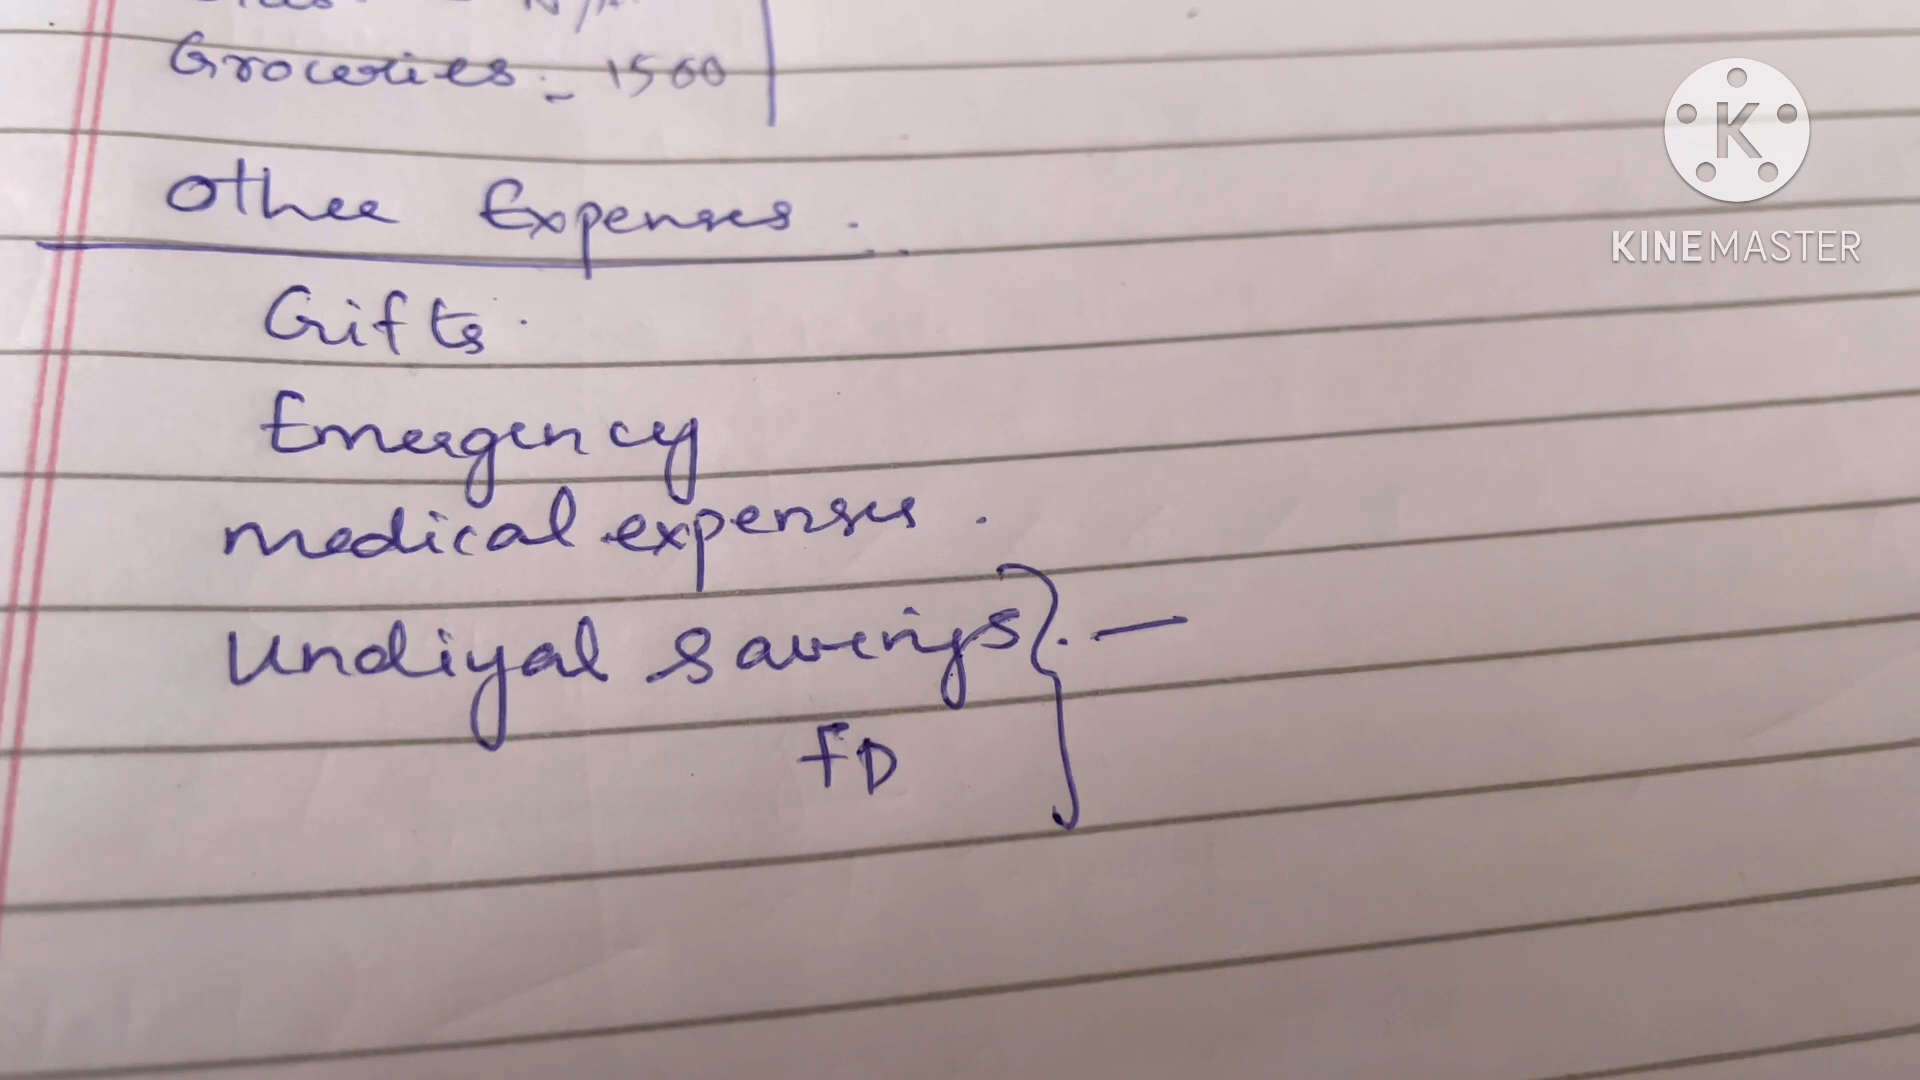 N/A
Groceries :- 1500
Other Expenses.
Gifts.
Emergency
medical expenses.
Undiyal savings } . —
FD
KINEMASTER